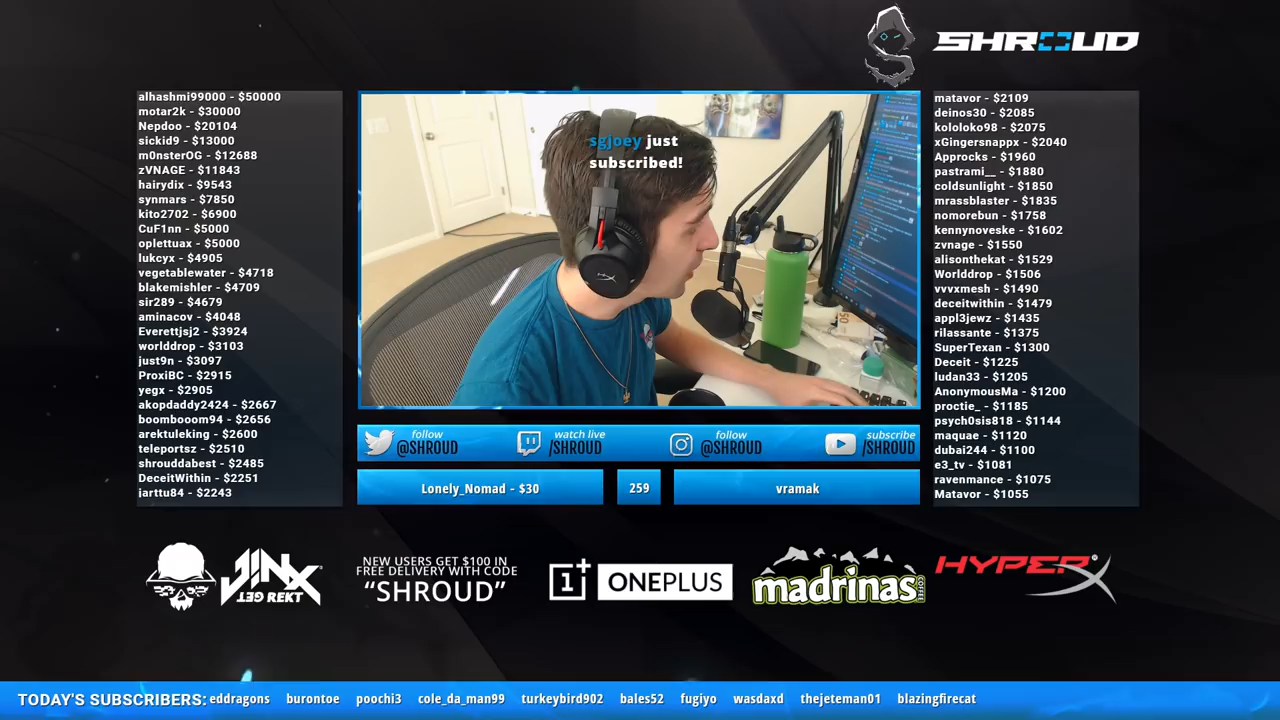 SHROUD
alhashmi99000 - $50000
motar2k - $30000
Nepdoo - $20104
sickid9 - $13000
m0nsterOG - $12688
zVNAGE - $11843
hairydix - $9543
synmars - $7850
kito2702 - $6900
CuF1nn - $5000
oplettuax - $5000
lukcyx - $4905
vegetablewater - $4718
blakemishler - $4709
sir289 - $4679
aminacov - $4048
Everettjsj2 - $3924
worlddrop - $3103
just9n - $3097
ProxiBC - $2915
yegx - $2905
akopdaddy2424 - $2667
boombooom94 - $2656
arektuleking - $2600
teleportsz - $2510
shrouddabest - $2485
DeceitWithin - $2251
iarttu84 - $2243
sgjoey just
subscribed!
matavor - $2109
deinos30 - $2085
kololoko98 - $2075
xGingersnappx - $2040
Approcks - $1960
pastrami__ - $1880
coldsunlight - $1850
mrassblaster - $1835
nomorebun - $1758
kennynoveske - $1602
zvnage - $1550
alisonthekat - $1529
Worlddrop - $1506
vvvxmesh - $1490
deceitwithin - $1479
appl3jewz - $1435
rilassante - $1375
SuperTexan - $1300
Deceit - $1225
ludan33 - $1205
AnonymousMa - $1200
proctie_ - $1185
psych0sis818 - $1144
maquae - $1120
dubai244 - $1100
e3_tv - $1081
ravenmance - $1075
Matavor - $1055
follow
@SHROUD
watch live
/SHROUD
follow
@SHROUD
subscribe
/SHROUD
Lonely_Nomad - $30
259
vramak
JINX
GET REKT
NEW USERS GET $100 IN
FREE DELIVERY WITH CODE
“SHROUD”
1+ ONEPLUS
madrinas COFFEE
HYPERX
TODAY'S SUBSCRIBERS: eddragons burontoe poochi3 cole_da_man99 turkeybird902 bales52 fugiyo wasdaxd thejeteman01 blazingfirecat